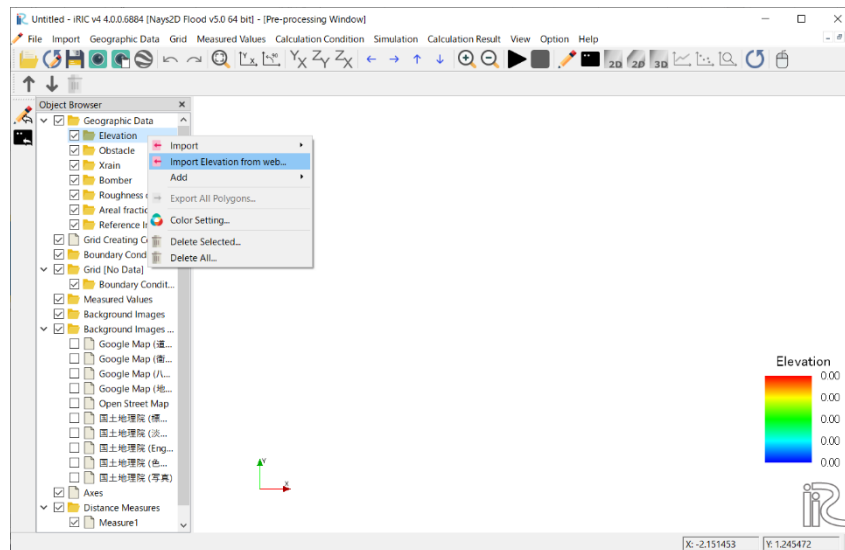 Untitled - iRIC v4 4.0.0.6884 [Nays2D Flood v5.0 64 bit] - [Pre-processing Window]
File Import Geographic Data Grid Measured Values Calculation Condition Simulation Calculation Result View Option Help
Object Browser
Geographic Data
Elevation
Obstacle
Xrain
Bomber
Roughness
Areal fractic
Reference I
Grid Creating C
Boundary Cond
Grid [No Data]
Boundary Condit...
Measured Values
Background Images
Background Images ...
Google Map (道...
Google Map (衛...
Google Map (ハ...
Google Map (地...
Open Street Map
国土地理院 (標...
国土地理院 (淡...
国土地理院 (Eng...
国土地理院 (色...
国土地理院 (写真)
Axes
Distance Measures
Measure1
Import
Import Elevation from web...
Add
Export All Polygons...
Color Setting...
Delete Selected...
Delete All...
Elevation
0.00
0.00
0.00
0.00
0.00
Y
X
X: -2.151453
Y: 1.245472